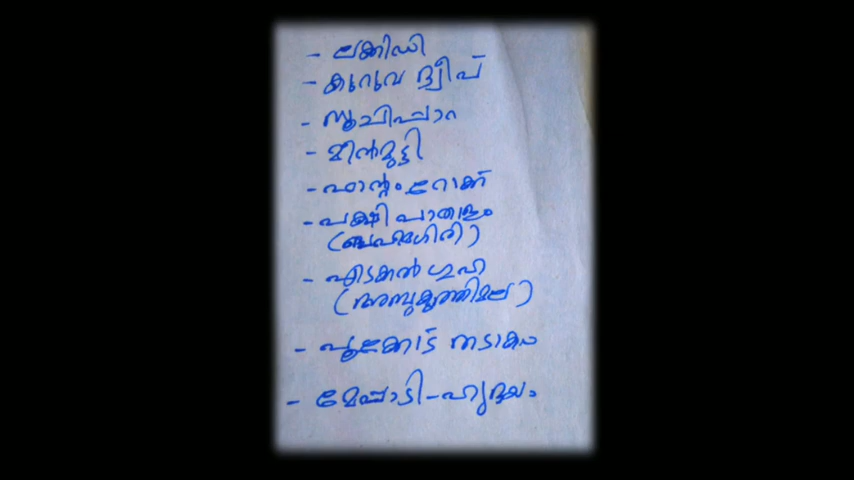 - ലക്കിഡി
- കുറുവ ദ്വീപ്
- സൂചിപ്പാറ
- മീൻമുട്ടി
- ഫാന്റം റോക്ക്
- പക്ഷി പാതാളം
(ബ്രഹ്മഗിരി)
- എടക്കൽ ഗുഹ
(അമ്പുകുത്തിമല)
- പൂക്കോട് തടാകം
- മേപ്പാടി - ഹൃദയം